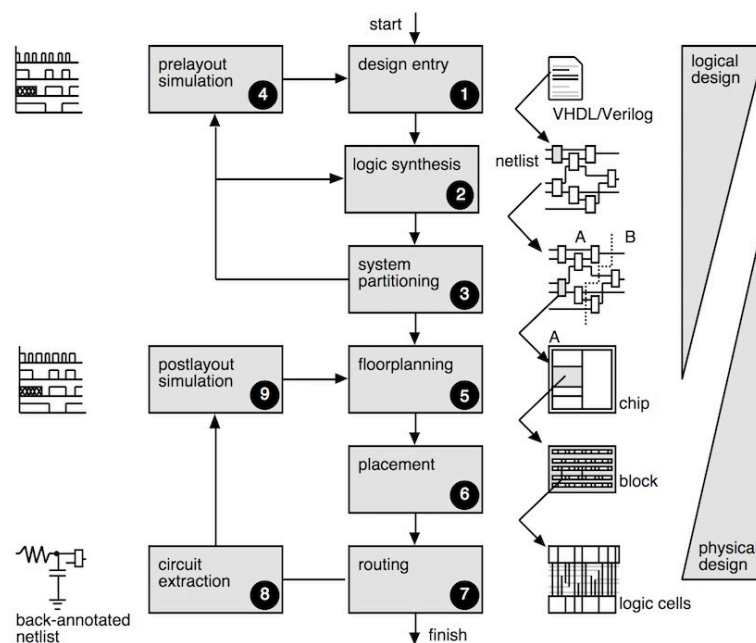 start
prelayout
simulation
4
design entry
1
VHDL/Verilog
logical
design
logic synthesis
2
netlist
system
partitioning
3
A
B
postlayout
simulation
9
floorplanning
5
A
chip
placement
6
block
circuit
extraction
8
routing
7
logic cells
physical
design
back-annotated
netlist
finish